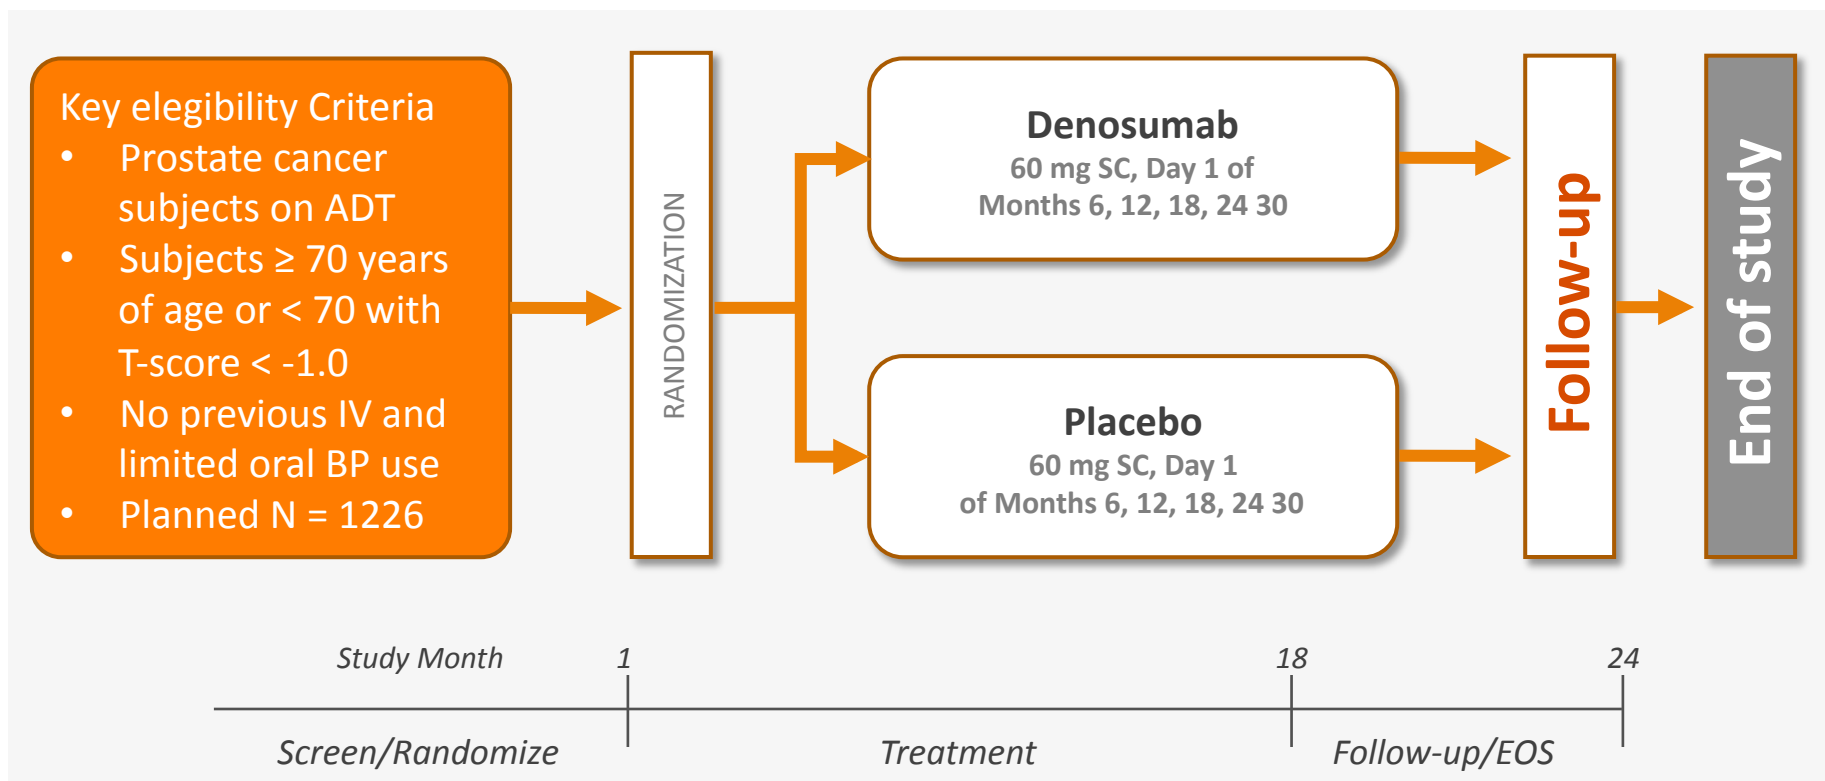 Key elegibility Criteria
• Prostate cancer
subjects on ADT
• Subjects ≥ 70 years
of age or < 70 with
T-score < -1.0
• No previous IV and
limited oral BP use
• Planned N = 1226
RANDOMIZATION
Denosumab
60 mg SC, Day 1 of
Months 6, 12, 18, 24 30
Placebo
60 mg SC, Day 1
of Months 6, 12, 18, 24 30
Follow-up
End of study
Study Month 1 18 24
Screen/Randomize Treatment Follow-up/EOS